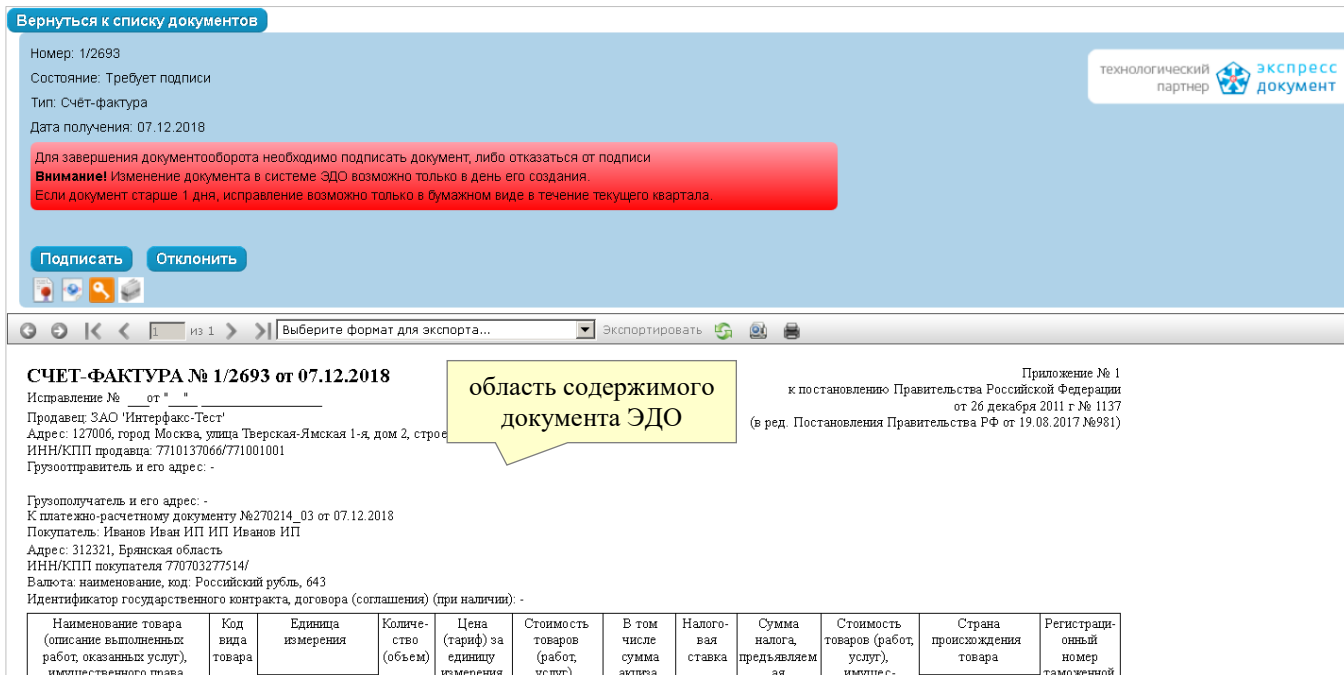 Вернуться к списку документов
Номер: 1/2693
Состояние: Требует подписи
Тип: Счёт-фактура
Дата получения: 07.12.2018
технологический партнер
экспресс документ
Для завершения документооборота необходимо подписать документ, либо отказаться от подписи
Внимание! Изменение документа в системе ЭДО возможно только в день его создания.
Если документ старше 1 дня, исправление возможно только в бумажном виде в течение текущего квартала.
Подписать Отклонить
1 из 1 Выберите формат для экспорта... Экспортировать
СЧЕТ-ФАКТУРА № 1/2693 от 07.12.2018
Исправление № ___от "__" ____________________
Продавец: ЗАО 'Интерфакс-Тест'
Адрес: 127006, город Москва, улица Тверская-Ямская 1-я, дом 2, стро
ИНН/КПП продавца: 7710137066/771001001
Грузоотправитель и его адрес: -
область содержимого
документа ЭДО
Приложение № 1
к постановлению Правительства Российской Федерации
от 26 декабря 2011 г № 1137
(в ред. Постановления Правительства РФ от 19.08.2017 №981)
Грузополучатель и его адрес: -
К платежно-расчетному документу №270214_03 от 07.12.2018
Покупатель: Иванов Иван ИП ИП Иванов ИП
Адрес: 312321, Брянская область
ИНН/КПП покупателя 770703277514/
Валюта: наименование, код: Российский рубль, 643
Идентификатор государственного контракта, договора (соглашения) (при наличии): -
Наименование товара
(описание выполненных
работ, оказанных услуг),
имущественного права
Код
вида
товара
Единица
измерения
Количе-
ство
(объем)
Цена
(тариф) за
единицу
измерения
Стоимость
товаров
(работ,
услуг)
В том
числе
сумма
акциза
Налого-
вая
ставка
Сумма
налога,
предъявляем
ая
Стоимость
товаров (работ,
услуг),
имущес-
Страна
происхождения
товара
Регистраци-
онный
номер
таможенной